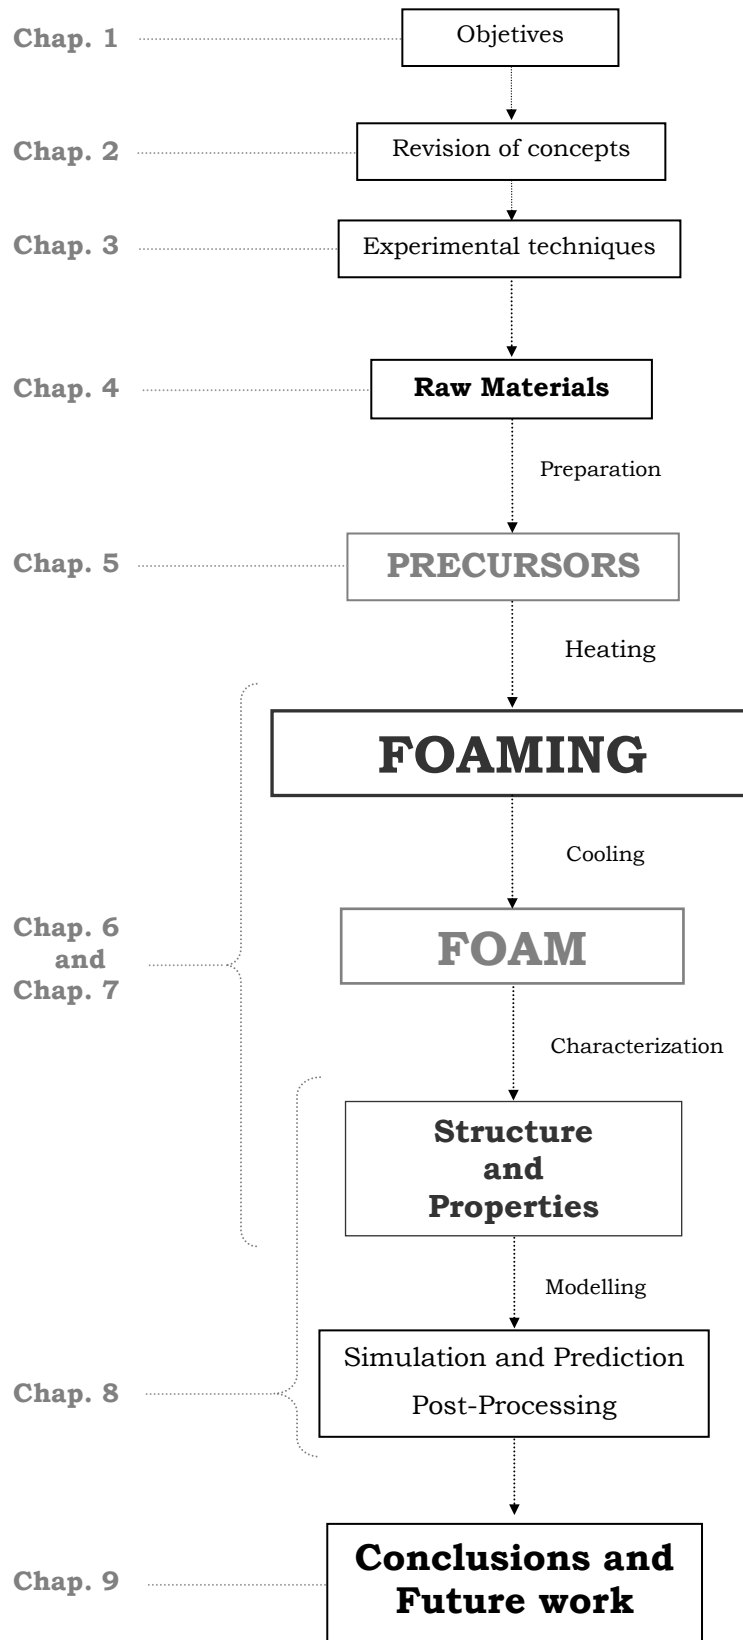 Chap. 1
Objetives
Chap. 2
Revision of concepts
Chap. 3
Experimental techniques
Chap. 4
Raw Materials
Preparation
Chap. 5
PRECURSORS
Heating
FOAMING
Cooling
Chap. 6
and
Chap. 7
FOAM
Characterization
Structure
and
Properties
Modelling
Chap. 8
Simulation and Prediction
Post-Processing
Chap. 9
Conclusions and
Future work